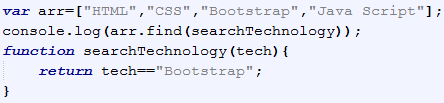 var arr=["HTML","CSS","Bootstrap","Java Script"];
console.log(arr.find(searchTechnology));
function searchTechnology(tech){
    return tech=="Bootstrap";
}